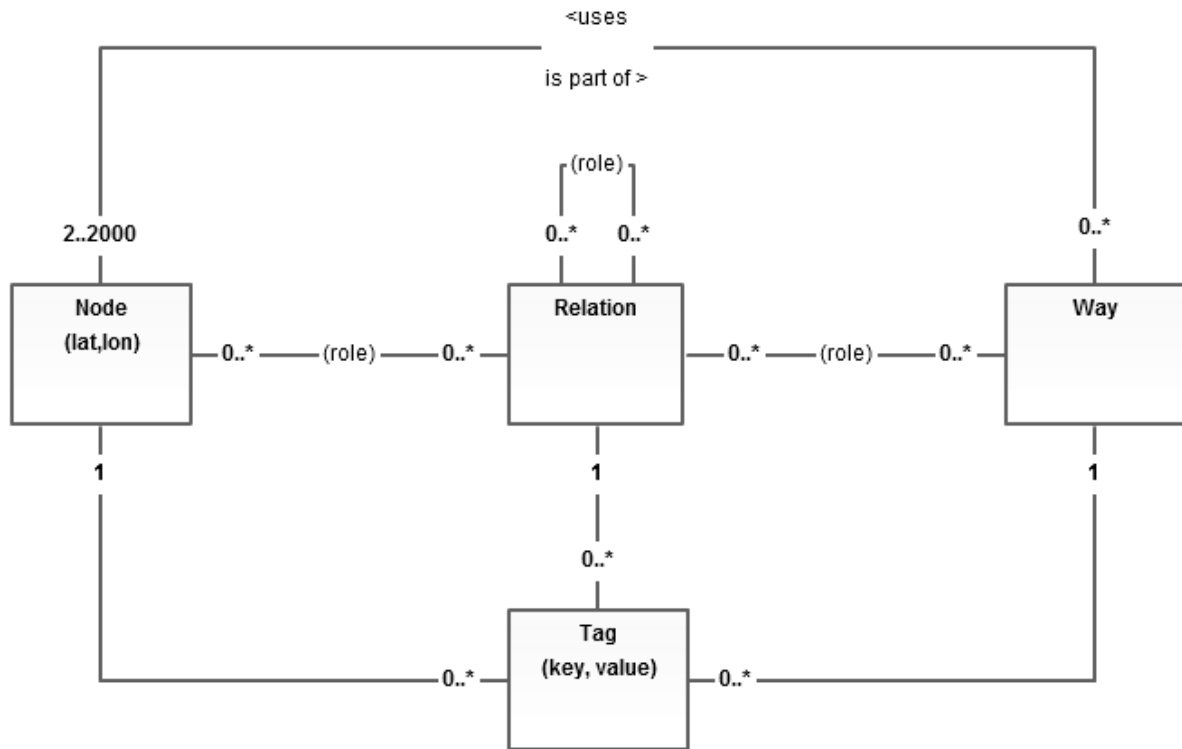 <uses
is part of >
(role)
2..2000
0..*
0..*
0..*
Node
(lat,lon)
Relation
Way
0..*
(role)
0..*
0..*
(role)
0..*
1
1
1
0..*
Tag
(key, value)
0..*
0..*